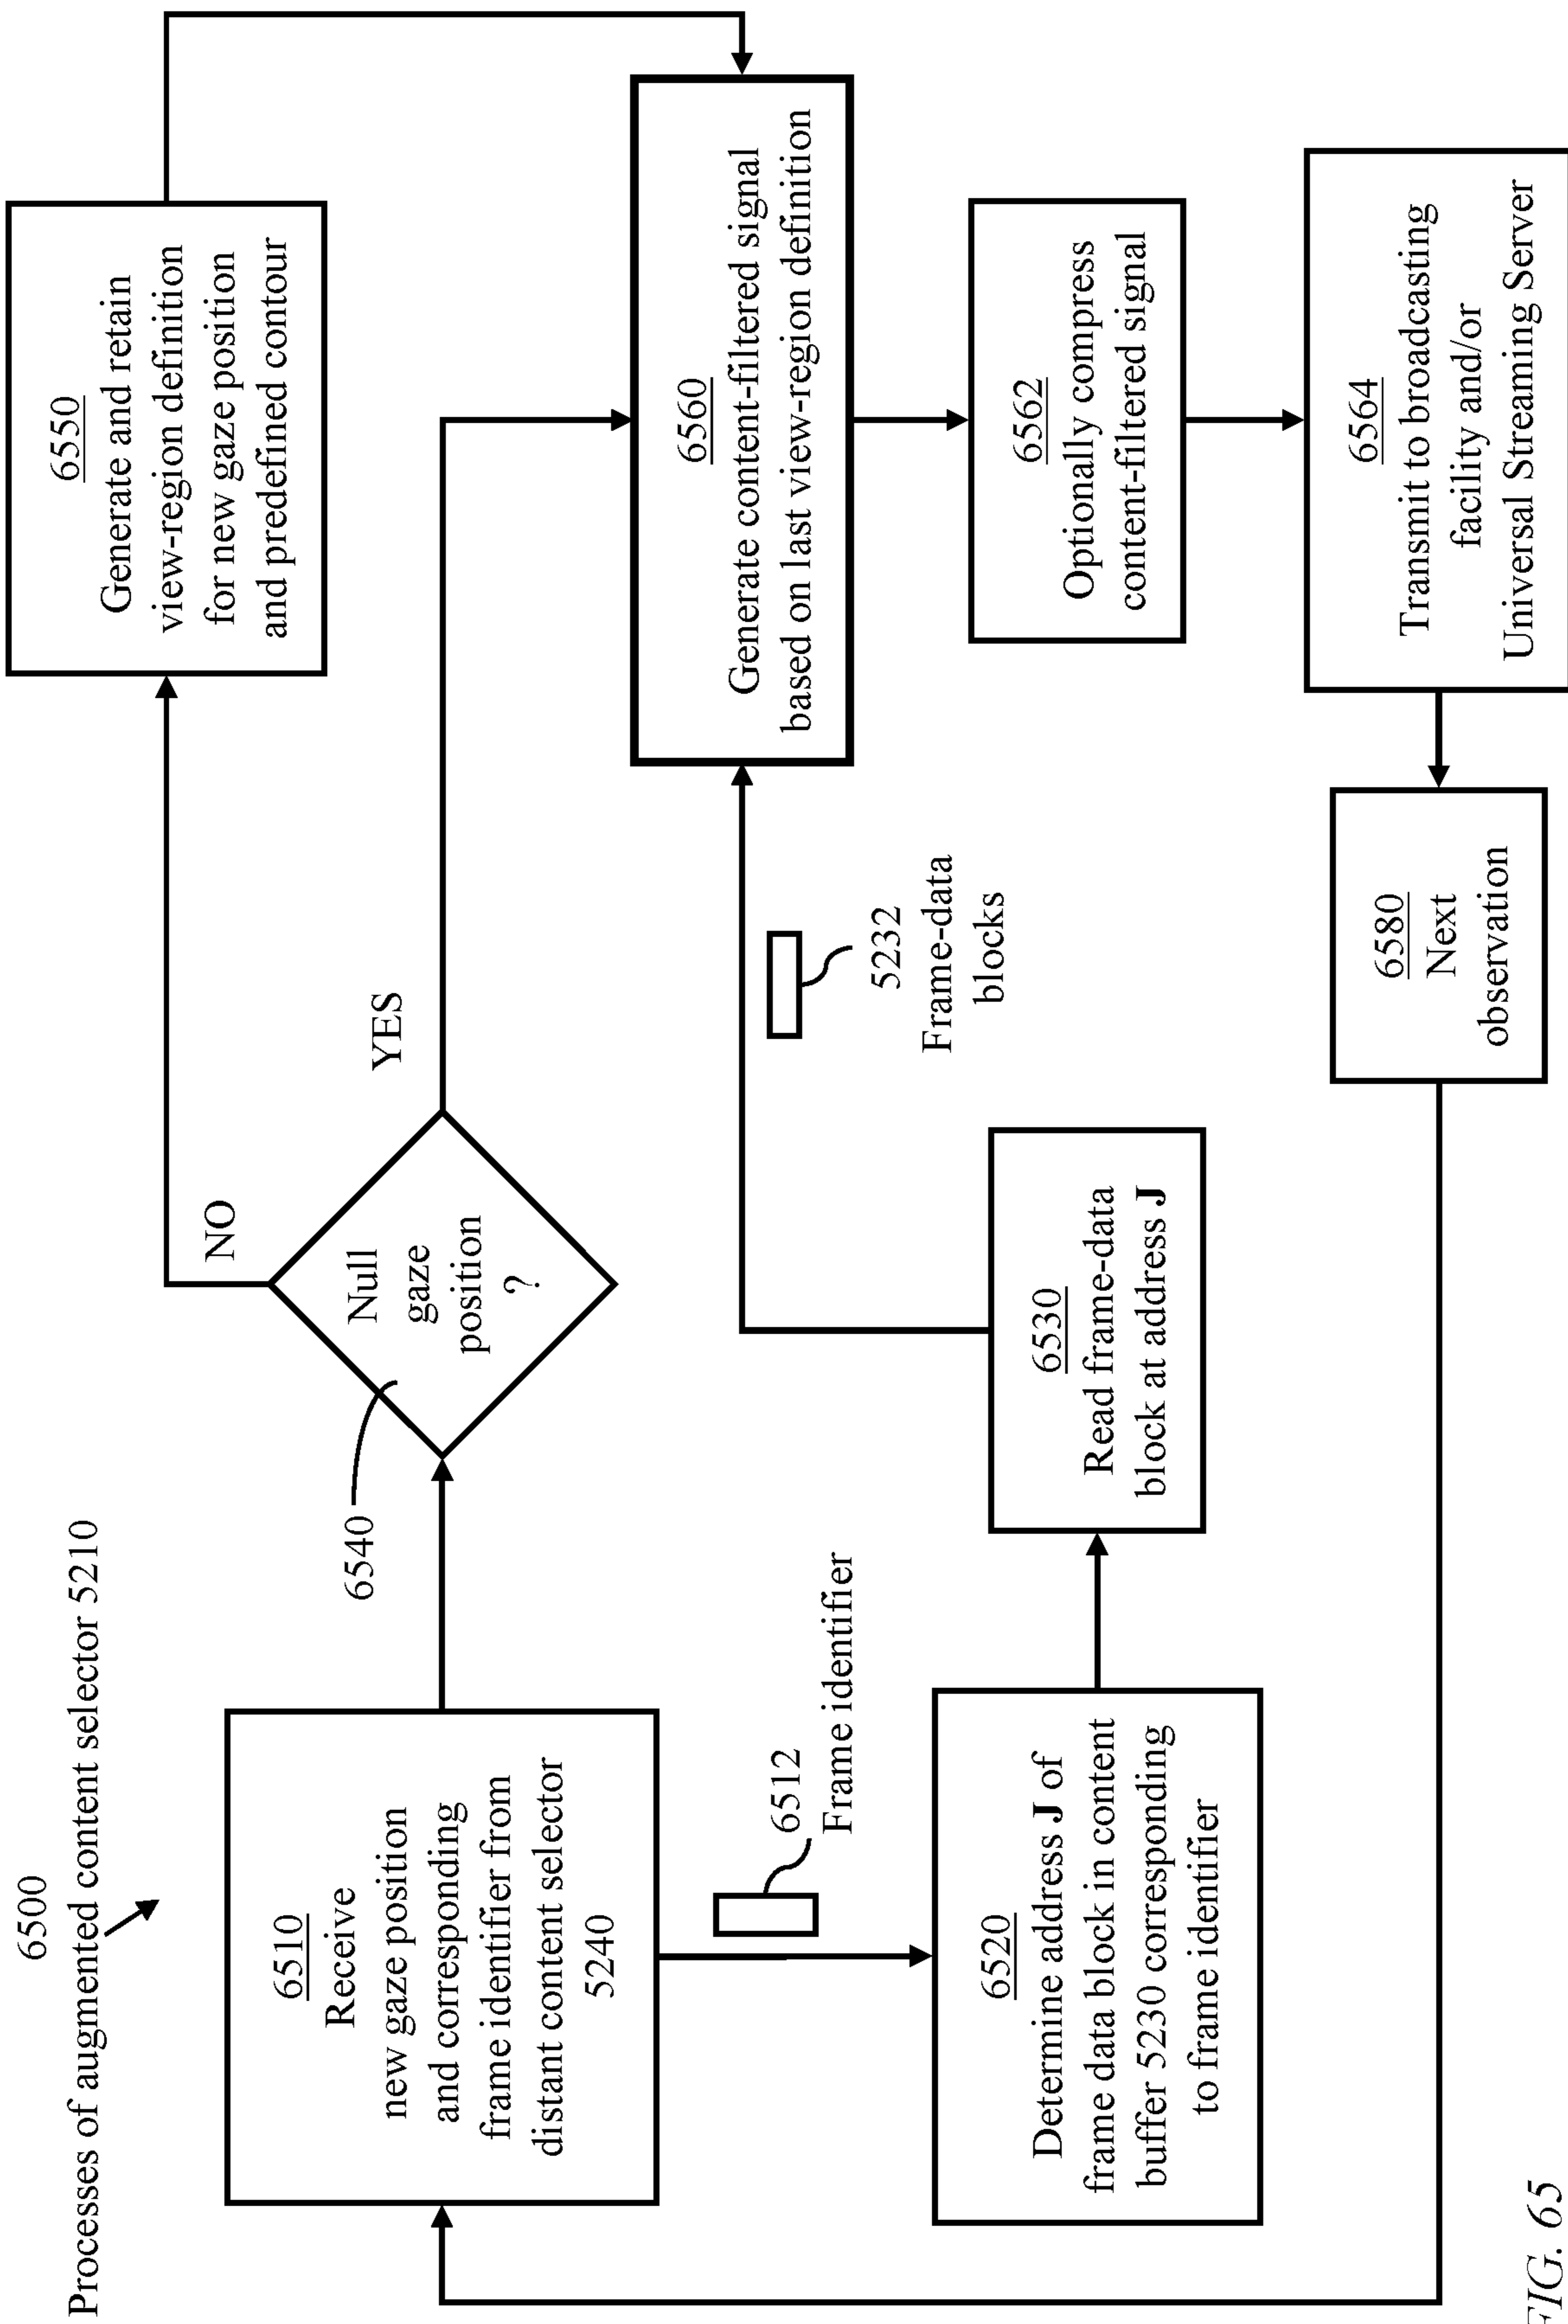 6500
Processes of augmented content selector 5210
6510
Receive
new gaze position
and corresponding
frame identifier from
distant content selector
5240
6540
Null
gaze
position
?
NO
YES
6550
Generate and retain
view-region definition
for new gaze position
and predefined contour
6512
Frame identifier
6520
Determine address J of
frame data block in content
buffer 5230 corresponding
to frame identifier
6530
Read frame-data
block at address J
5232
Frame-data
blocks
6560
Generate content-filtered signal
based on last view-region definition
6562
Optionally compress
content-filtered signal
6564
Transmit to broadcasting
facility and/or
Universal Streaming Server
6580
Next
observation
FIG. 65